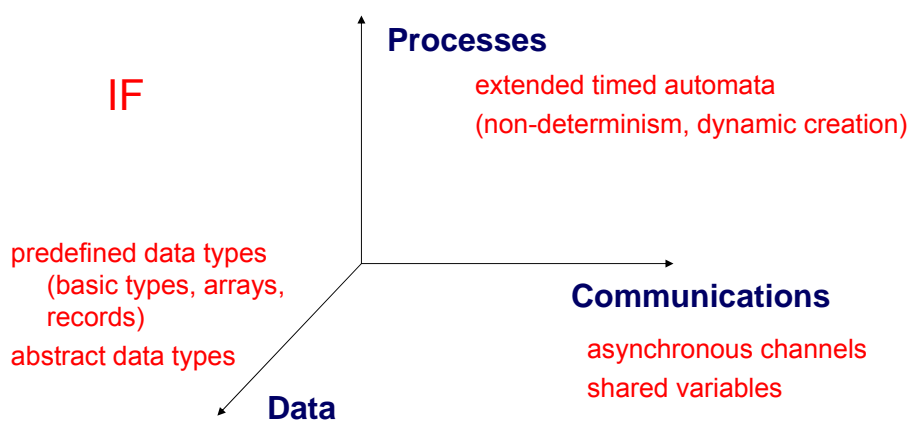 Processes
IF
extended timed automata
(non-determinism, dynamic creation)
predefined data types
(basic types, arrays,
records)
abstract data types
Communications
asynchronous channels
shared variables
Data